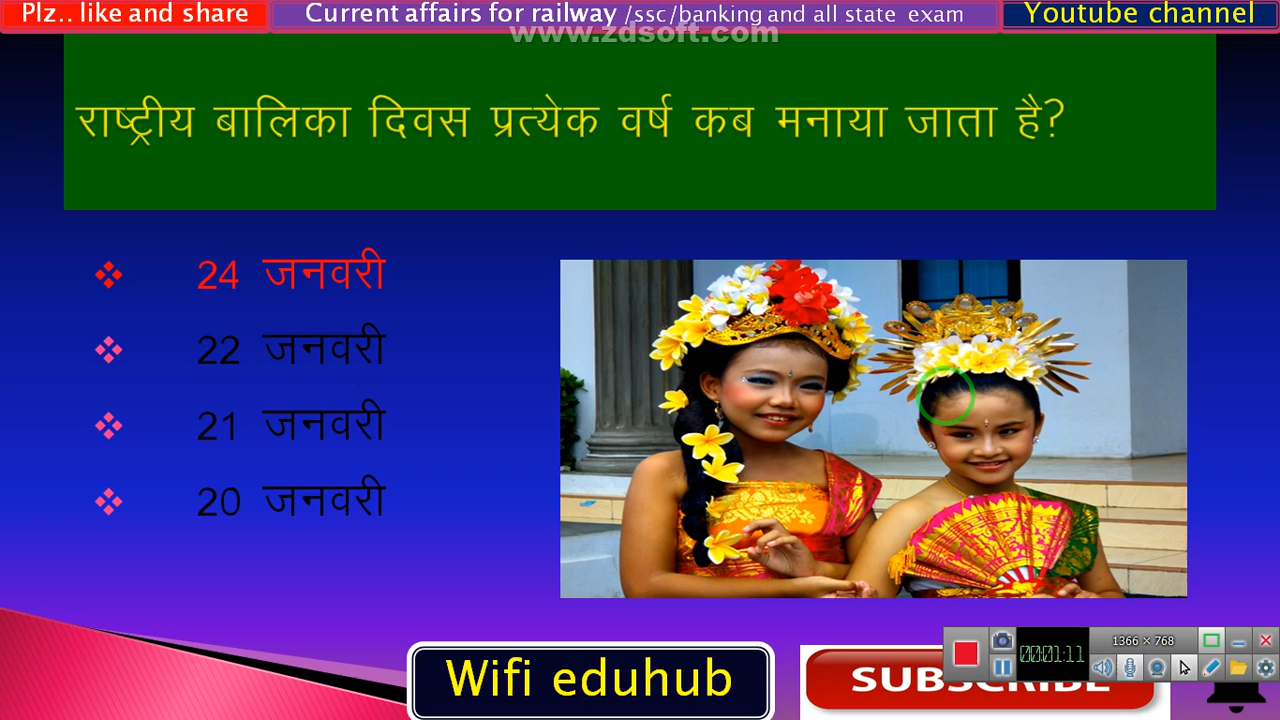 Plz.. like and share
Current affairs for railway /ssc/banking and all state exam
Youtube channel
www.zdsoft.com
राष्ट्रीय बालिका दिवस प्रत्येक वर्ष कब मनाया जाता है?
24 जनवरी
22 जनवरी
21 जनवरी
20 जनवरी
Wifi eduhub
SUBSCRIBE
1366 × 768
00:01:11